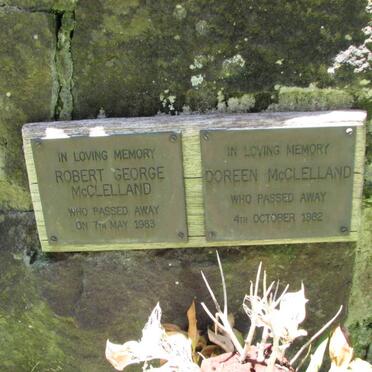 IN LOVING MEMORY
ROBERT GEORGE
McCLELLAND
WHO PASSED AWAY
ON 7TH MAY 1983
IN LOVING MEMORY
DOREEN McCLELLAND
WHO PASSED AWAY
4TH OCTOBER 1982